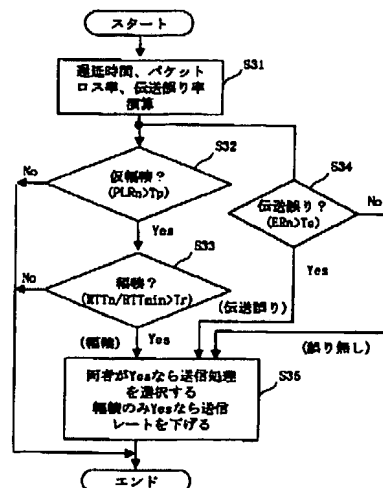 スタート
遅延時間、パケット
ロス率、伝送誤り率
演算
S31
S32
仮輻輳？
(PLRn>Tp)
No
Yes
S34
伝送誤り？
(ERn>Te)
No
Yes
S33
輻輳？
(RTTn/RTTmin>Tr)
No
Yes
(輻輳)
(伝送誤り)
(誤り無し)
両者がYesなら送信処理
を選択する
輻輳のみYesなら送信
レートを下げる
S35
エンド